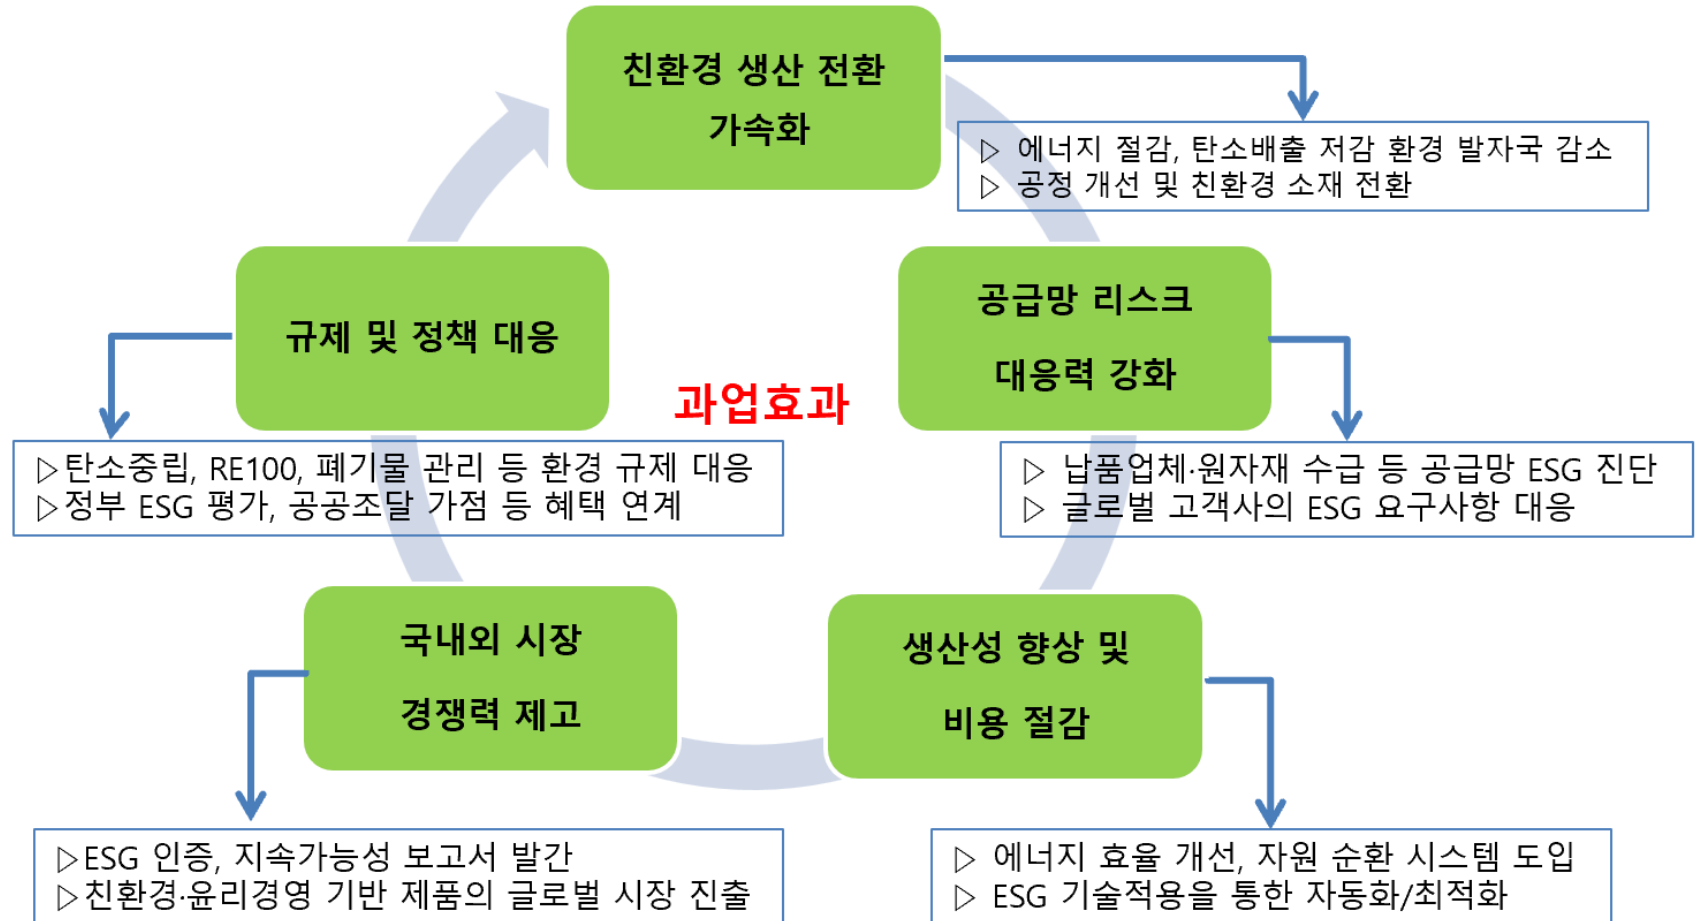 친환경 생산 전환
가속화
▷ 에너지 절감, 탄소배출 저감 환경 발자국 감소
▷ 공정 개선 및 친환경 소재 전환
공급망 리스크
대응력 강화
▷ 납품업체·원자재 수급 등 공급망 ESG 진단
▷ 글로벌 고객사의 ESG 요구사항 대응
생산성 향상 및
비용 절감
▷ 에너지 효율 개선, 자원 순환 시스템 도입
▷ ESG 기술적용을 통한 자동화/최적화
국내외 시장
경쟁력 제고
▷ESG 인증, 지속가능성 보고서 발간
▷친환경·윤리경영 기반 제품의 글로벌 시장 진출
규제 및 정책 대응
▷탄소중립, RE100, 폐기물 관리 등 환경 규제 대응
▷정부 ESG 평가, 공공조달 가점 등 혜택 연계
과업효과